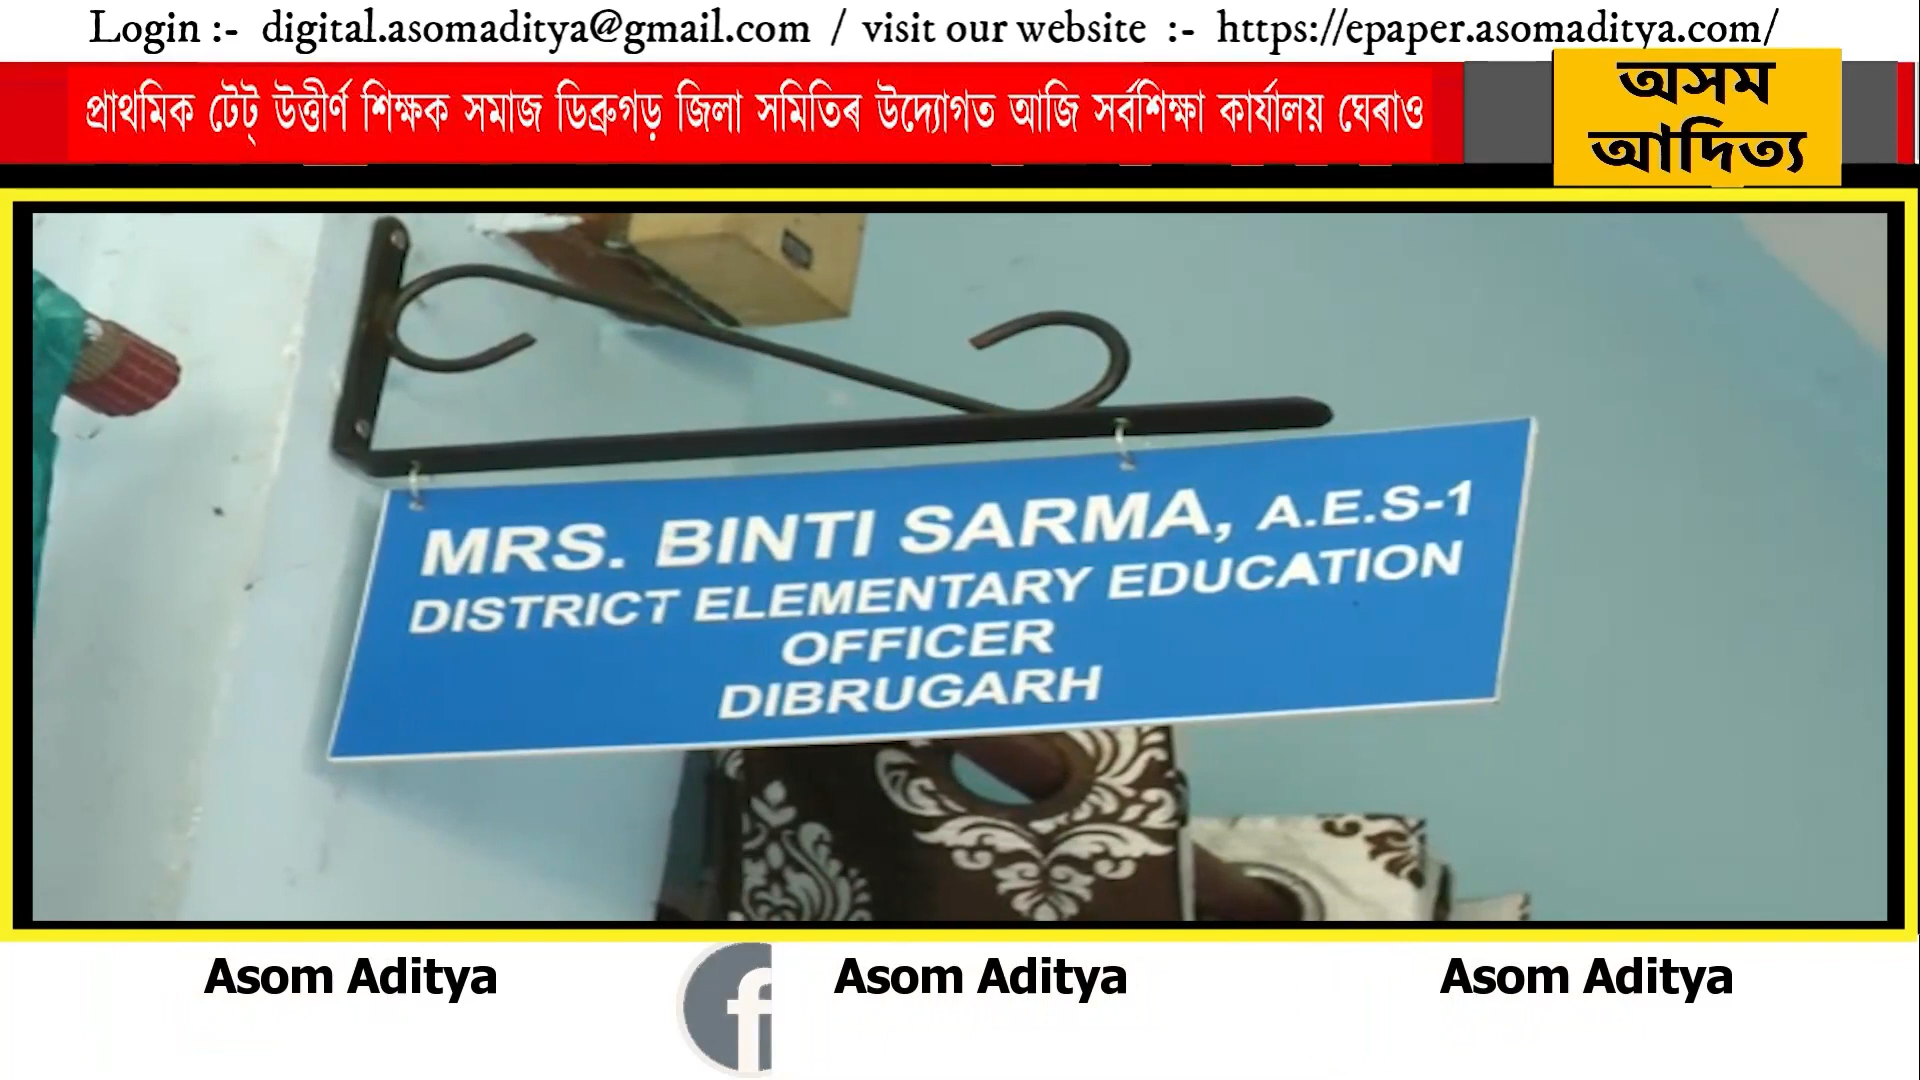 Login :- digital.asomaditya@gmail.com / visit our website :- https://epaper.asomaditya.com/
প্ৰাথমিক টেট্ উত্তীৰ্ণ শিক্ষক সমাজ ডিব্ৰুগড় জিলা সমিতিৰ উদ্যোগত আজি সৰ্বশিক্ষা কাৰ্যালয় ঘেৰাও
অসম
আদিত্য
MRS. BINTI SARMA, A.E.S-1
DISTRICT ELEMENTARY EDUCATION
OFFICER
DIBRUGARH
Asom Aditya Asom Aditya Asom Aditya